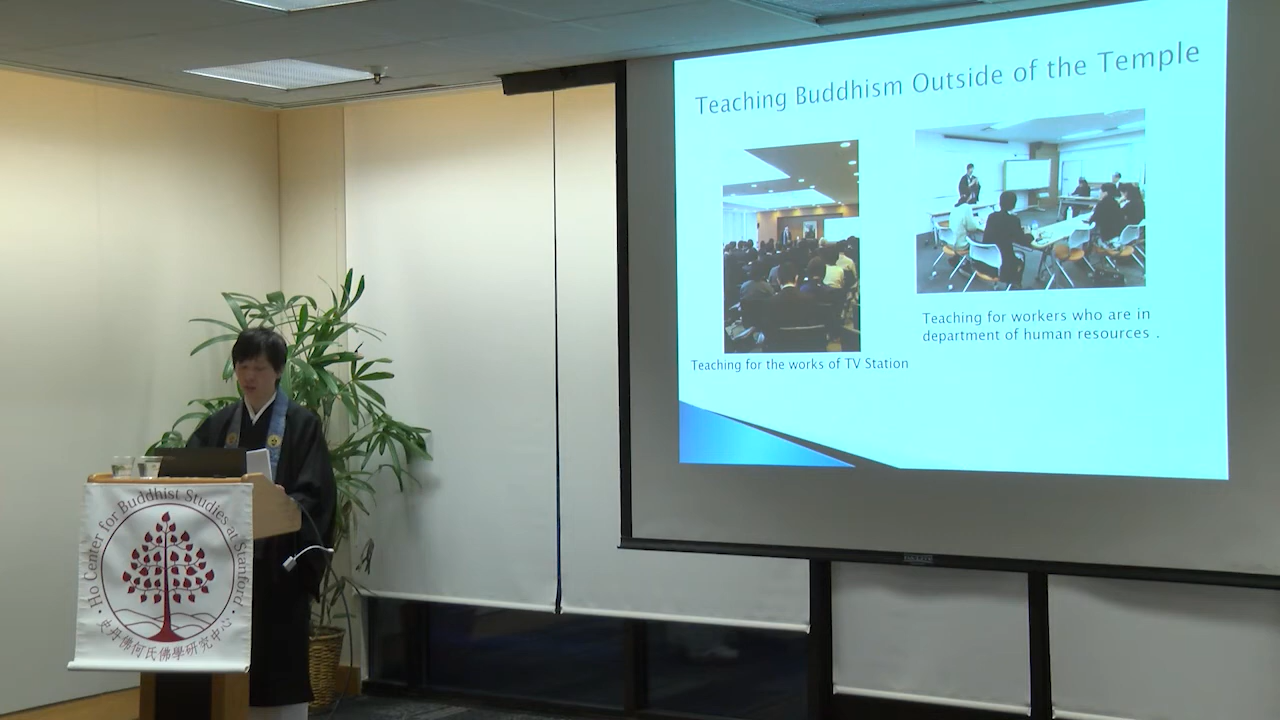 Teaching Buddhism Outside of the Temple
Teaching for workers who are in
department of human resources .
Teaching for the works of TV Station
Ho Center for Buddhist Studies at Stanford
史丹佛何氏佛學研究中心